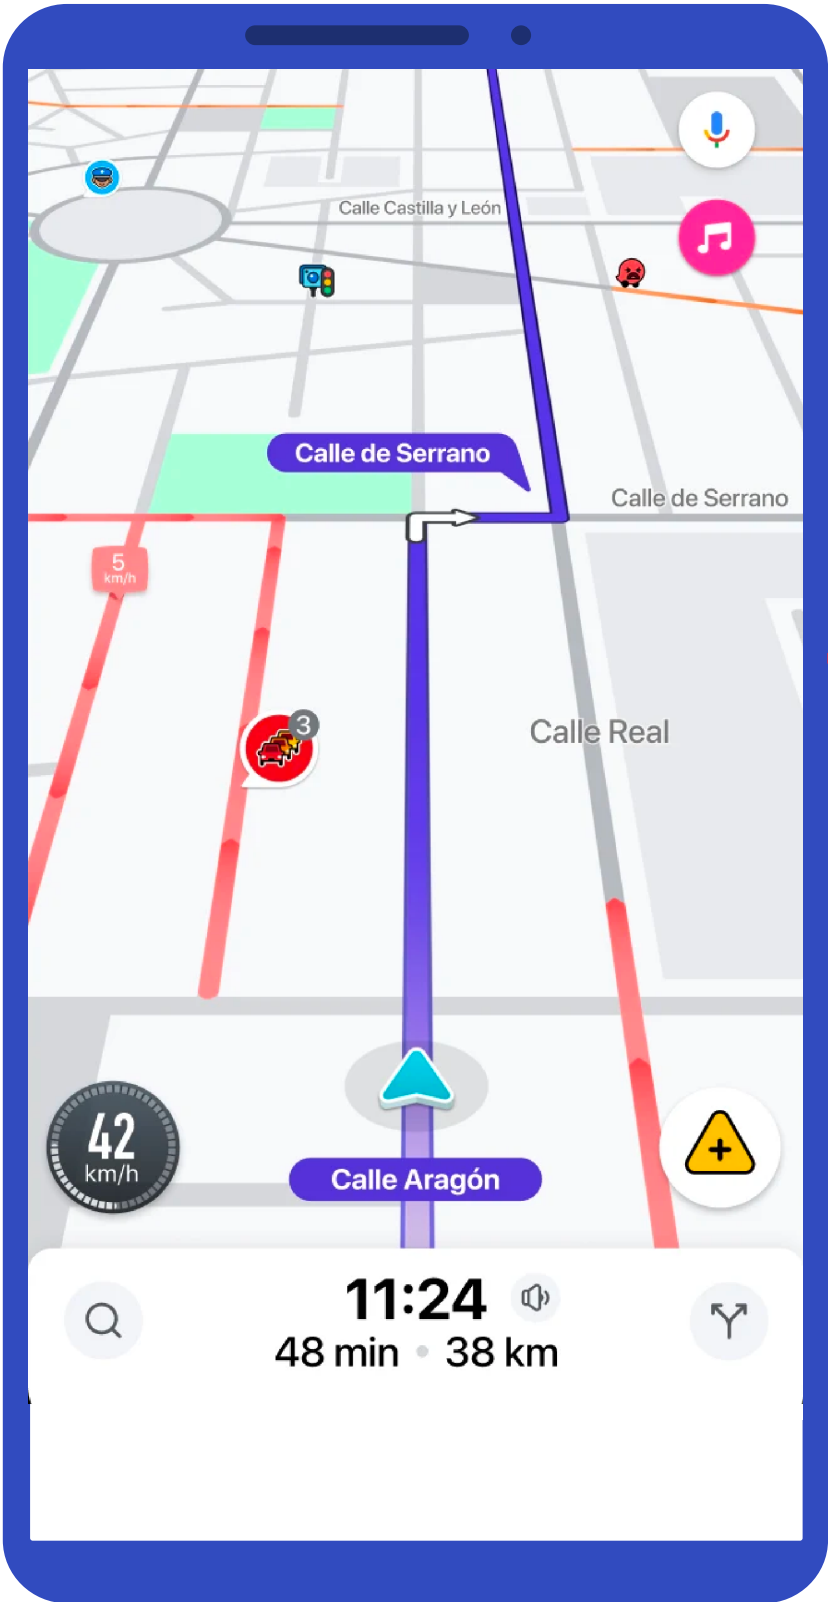 Calle Castilla y León
Calle de Serrano
Calle de Serrano
5
km/h
3
Calle Real
42
km/h
Calle Aragón
11:24
48 min • 38 km